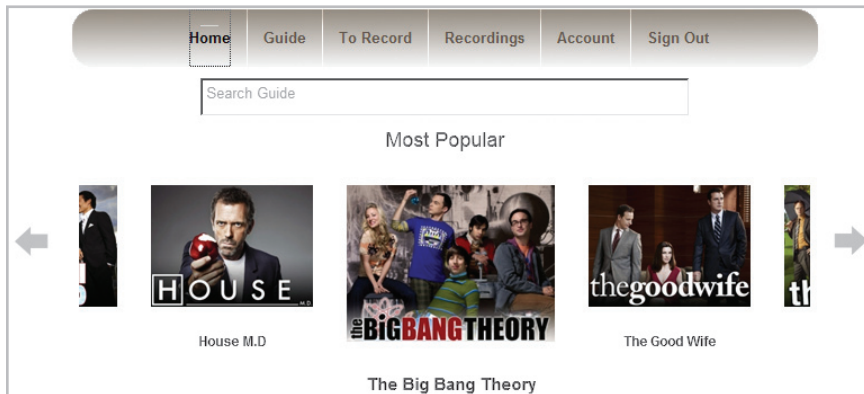 Home Guide To Record Recordings Account Sign Out
Search Guide
Most Popular
HOUSE M.D.
the BiG BANG THEORY
thegoodwife
th
House M.D
The Good Wife
The Big Bang Theory